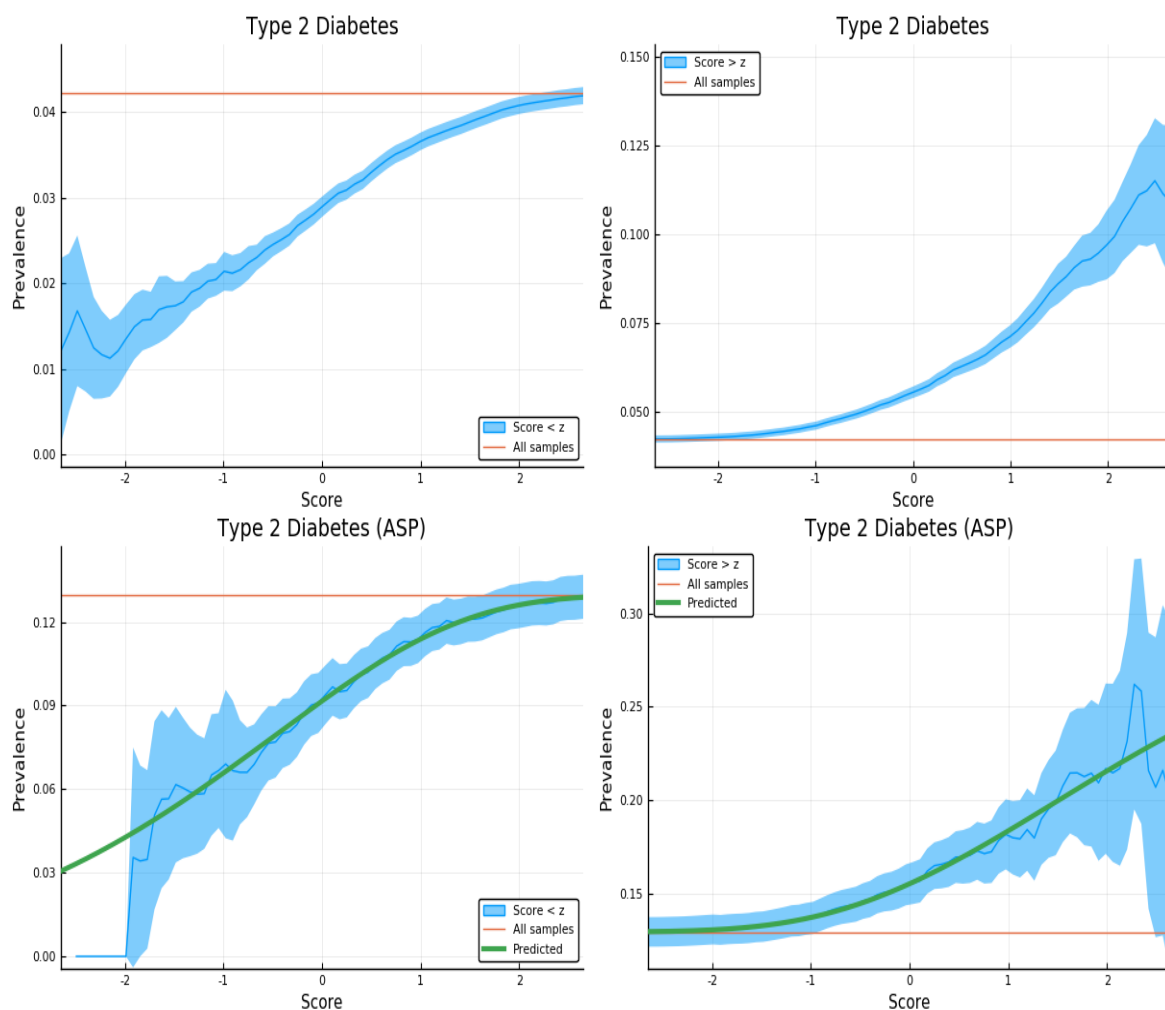 Type 2 Diabetes
Prevalence
0.04
0.03
0.02
0.01
0.00
Score < z
All samples
-2 -1 0 1 2
Score
Type 2 Diabetes
Prevalence
0.150
0.125
0.100
0.075
0.050
Score > z
All samples
-2 -1 0 1 2
Score
Type 2 Diabetes (ASP)
Prevalence
0.12
0.09
0.06
0.03
0.00
Score < z
All samples
Predicted
-2 -1 0 1 2
Score
Type 2 Diabetes (ASP)
Prevalence
0.30
0.25
0.20
0.15
Score > z
All samples
Predicted
-2 -1 0 1 2
Score